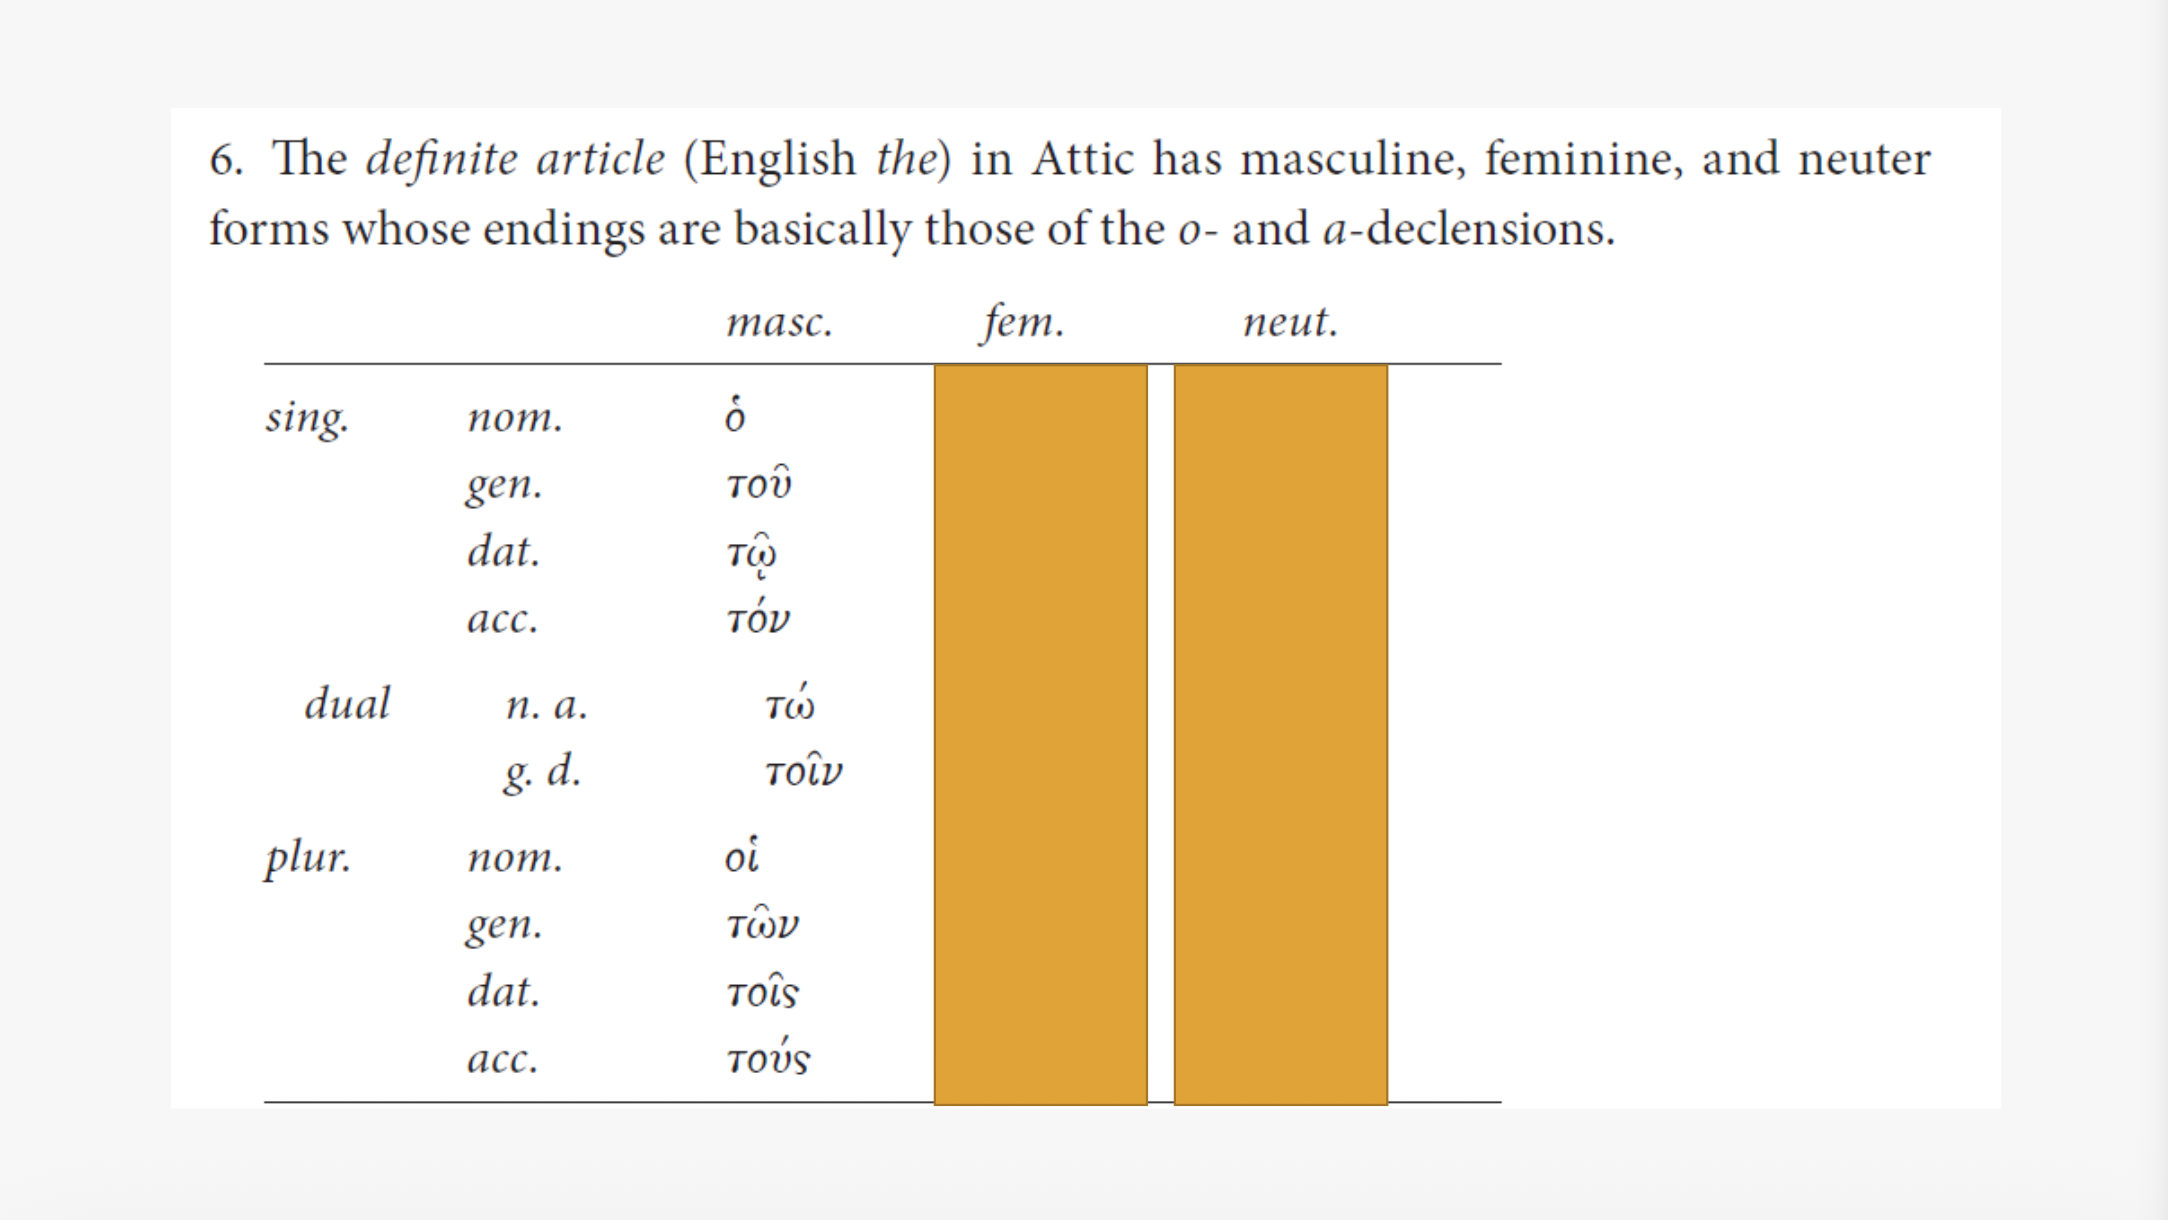 6. The definite article (English the) in Attic has masculine, feminine, and neuter
forms whose endings are basically those of the o- and a-declensions.
masc. fem. neut.
sing. nom. ὁ
gen. τοῦ
dat. τῷ
acc. τόν
dual n. a. τώ
g. d. τοῖν
plur. nom. οἱ
gen. τῶν
dat. τοῖς
acc. τούς